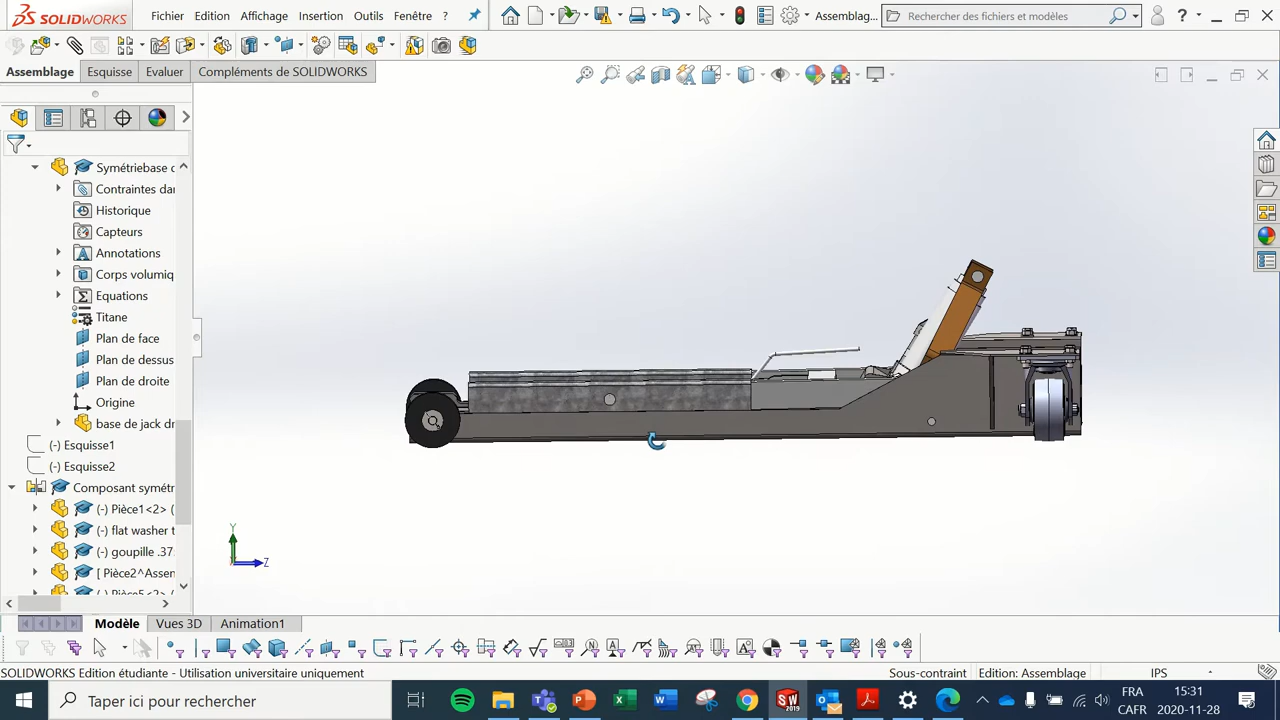 SOLIDWORKS
Fichier Edition Affichage Insertion Outils Fenêtre ?
Assemblag...
Rechercher des fichiers et modèles
?
Assemblage Esquisse Evaluer Compléments de SOLIDWORKS
Symétriebase c
Contraintes dan
Historique
Capteurs
Annotations
Corps volumiq
Equations
Titane
Plan de face
Plan de dessus
Plan de droite
Origine
base de jack dr
(-) Esquisse1
(-) Esquisse2
Composant symétr
(-) Pièce1<2> (
(-) flat washer t
(-) goupille .37
[ Pièce2^Assen
(-) Pièce5<2> (
Y
Z
Modèle Vues 3D Animation1
SOLIDWORKS Edition étudiante - Utilisation universitaire uniquement
Sous-contraint
Edition: Assemblage
IPS
Taper ici pour rechercher
FRA
CAFR
15:31
2020-11-28